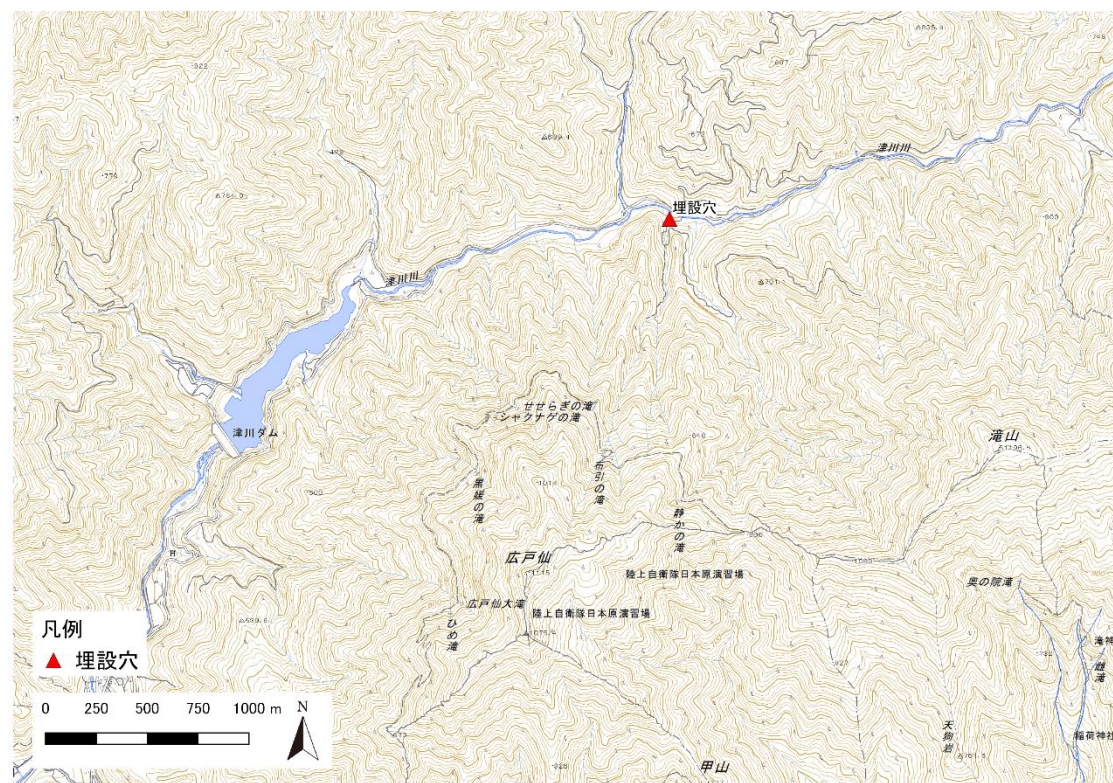 埋設穴
津川川
津川川
津川ダム
せせらぎの滝
シャクナゲの滝
滝山
布引の滝
黒媛の滝
静かの滝
広戸仙
陸上自衛隊日本原演習場
奥の院滝
広戸仙大滝
陸上自衛隊日本原演習場
ひめ滝
雌滝
天狗岩
稲荷神社
甲山
凡例
埋設穴
0 250 500 750 1000 m
N